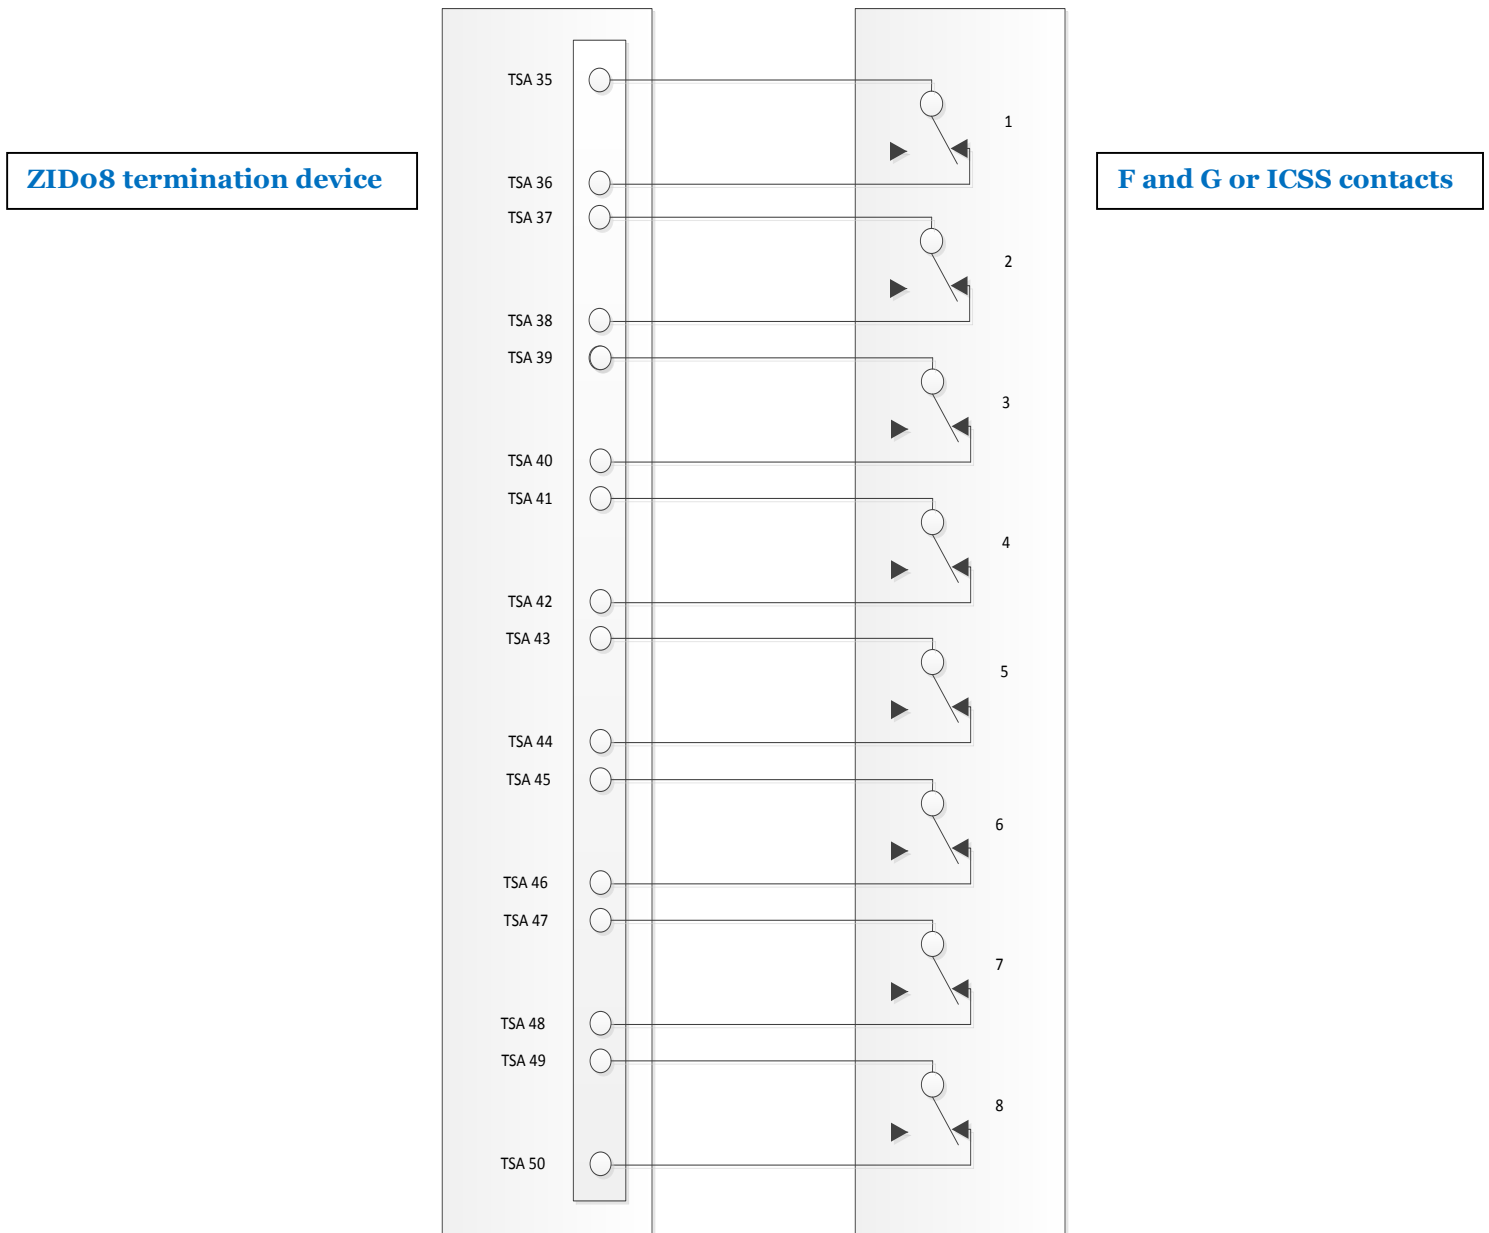 TSA 35
1
ZID08 termination device
F and G or ICSS contacts
TSA 36
TSA 37
2
TSA 38
TSA 39
3
TSA 40
TSA 41
4
TSA 42
TSA 43
5
TSA 44
TSA 45
6
TSA 46
TSA 47
7
TSA 48
TSA 49
8
TSA 50